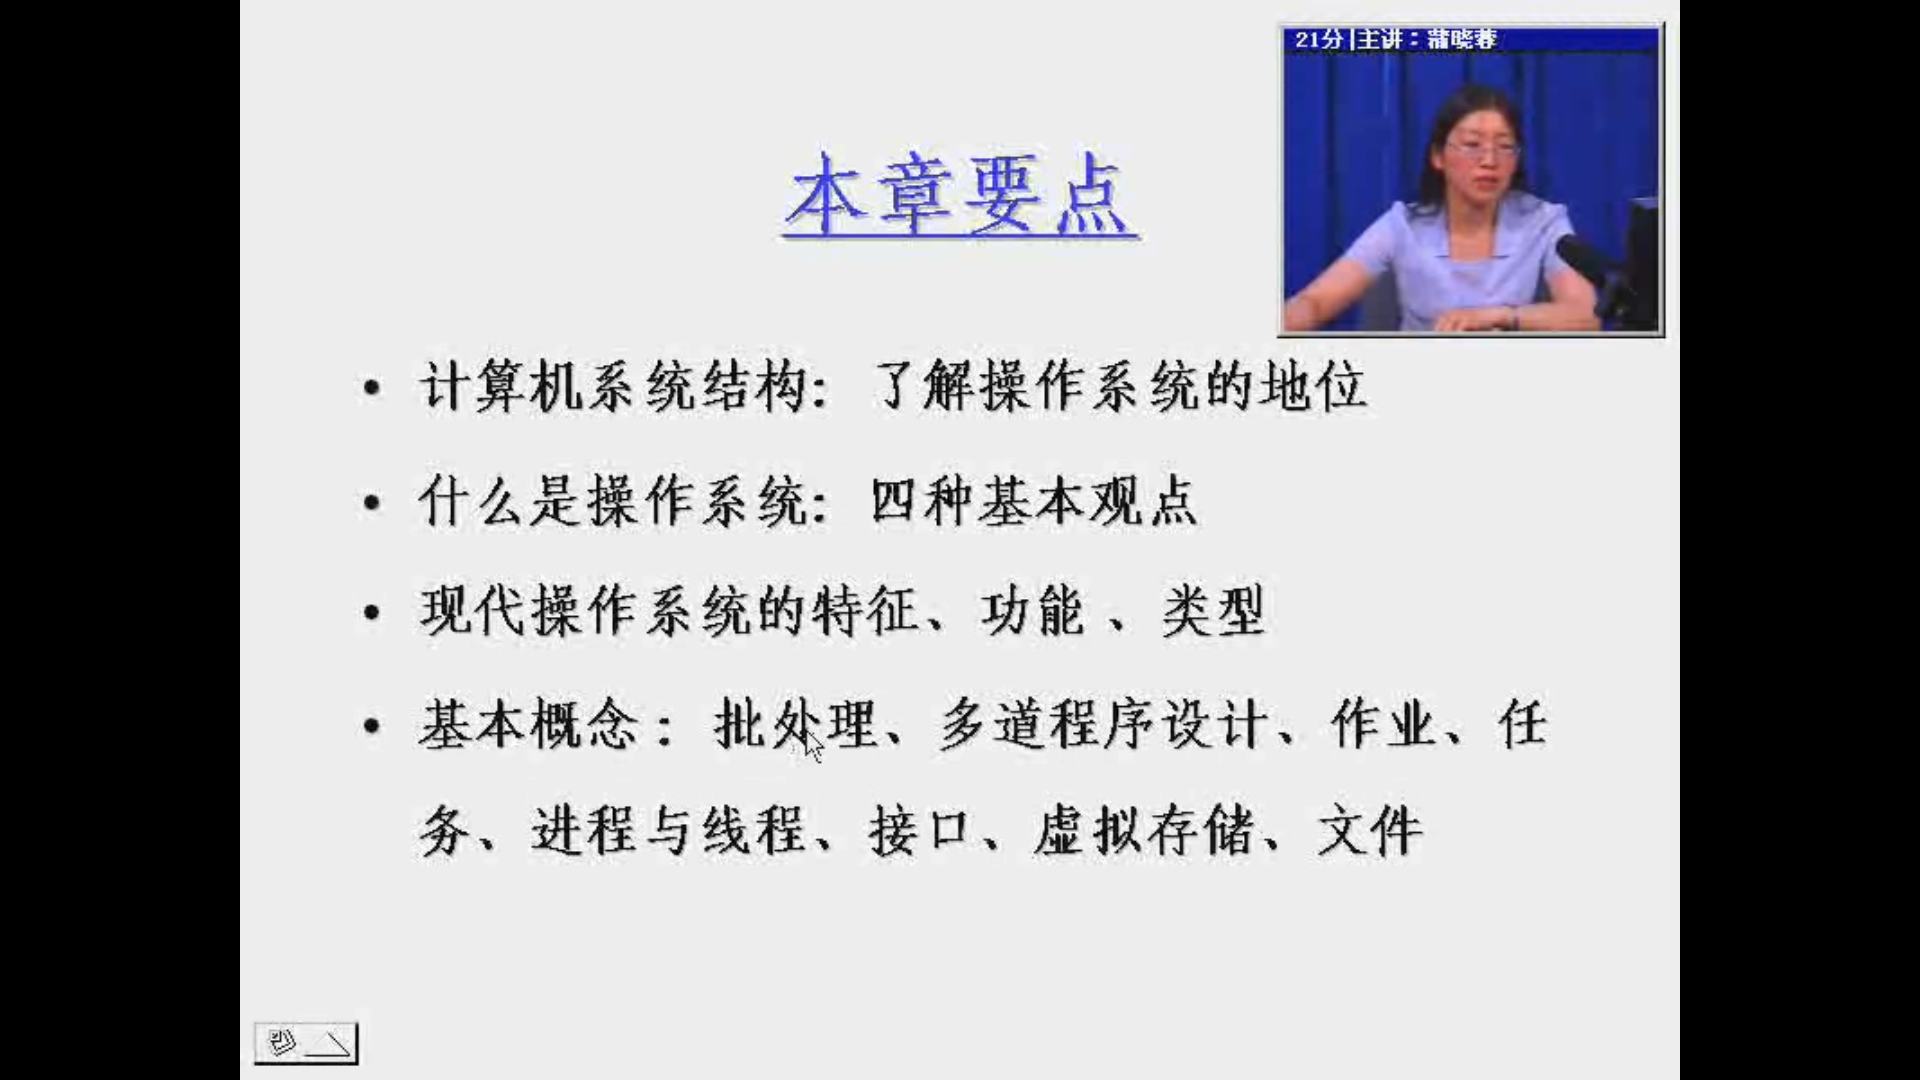 21分|主讲：蒲晓蓉
本章要点
• 计算机系统结构：了解操作系统的地位
• 什么是操作系统：四种基本观点
• 现代操作系统的特征、功能 、类型
• 基本概念：批处理、多道程序设计、作业、任
务、进程与线程、接口、虚拟存储、文件